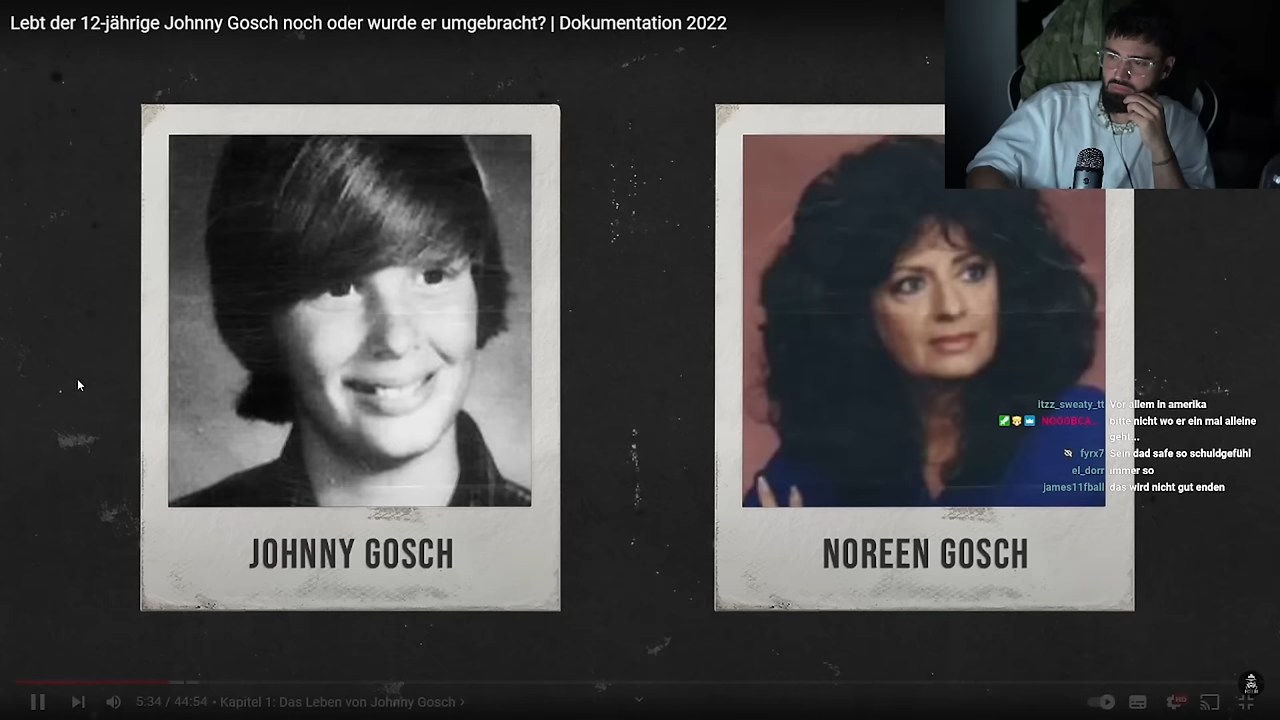 Lebt der 12-jährige Johnny Gosch noch oder wurde er umgebracht? | Dokumentation 2022
JOHNNY GOSCH
NOREEN GOSCH
itzz_sweaty_tt Vor allem in amerika
bitte nicht wo er ein mal alleine
geht...
fyrx7 Sein dad safe so schuldgefühl
el_dorr immer so
james11fball das wird nicht gut enden
5:34 / 44:54 • Kapitel 1: Das Leben von Johnny Gosch ›